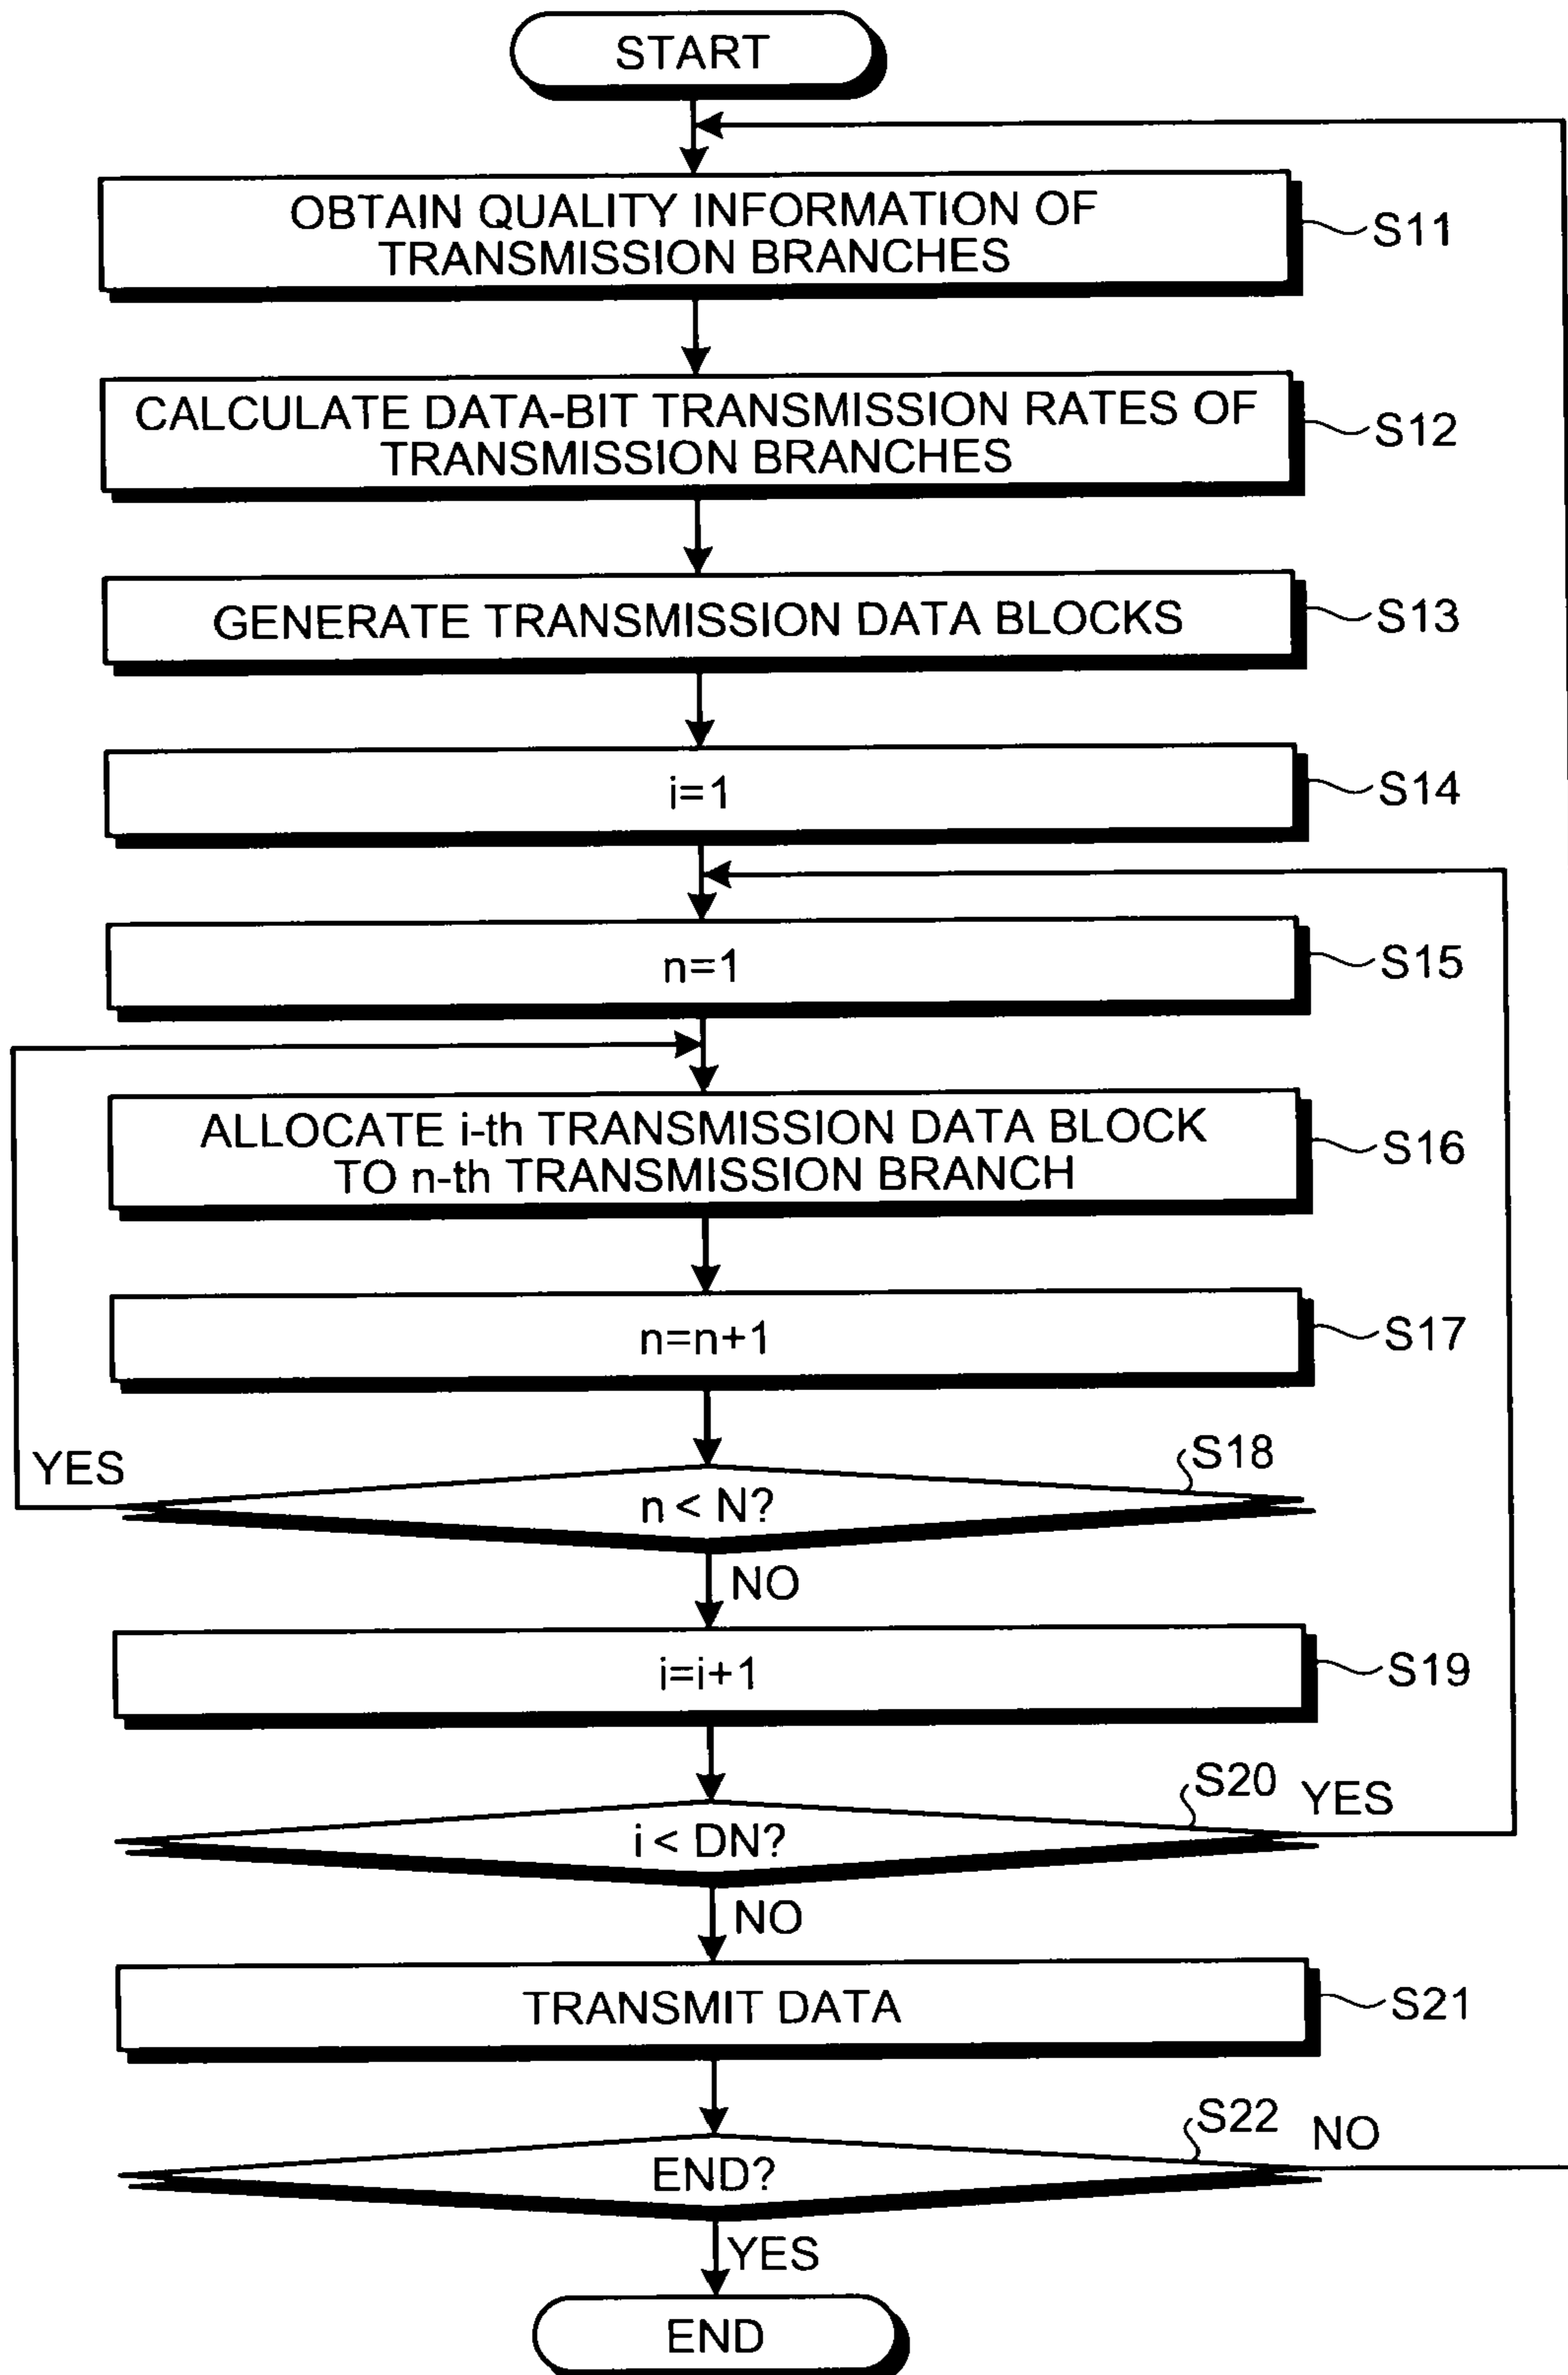 START
OBTAIN QUALITY INFORMATION OF
TRANSMISSION BRANCHES
S11
CALCULATE DATA-BIT TRANSMISSION RATES OF
TRANSMISSION BRANCHES
S12
GENERATE TRANSMISSION DATA BLOCKS
S13
i=1
S14
n=1
S15
ALLOCATE i-th TRANSMISSION DATA BLOCK
TO n-th TRANSMISSION BRANCH
S16
n=n+1
S17
YES
S18
n < N?
NO
i=i+1
S19
S20
YES
i < DN?
NO
TRANSMIT DATA
S21
S22
NO
END?
YES
END